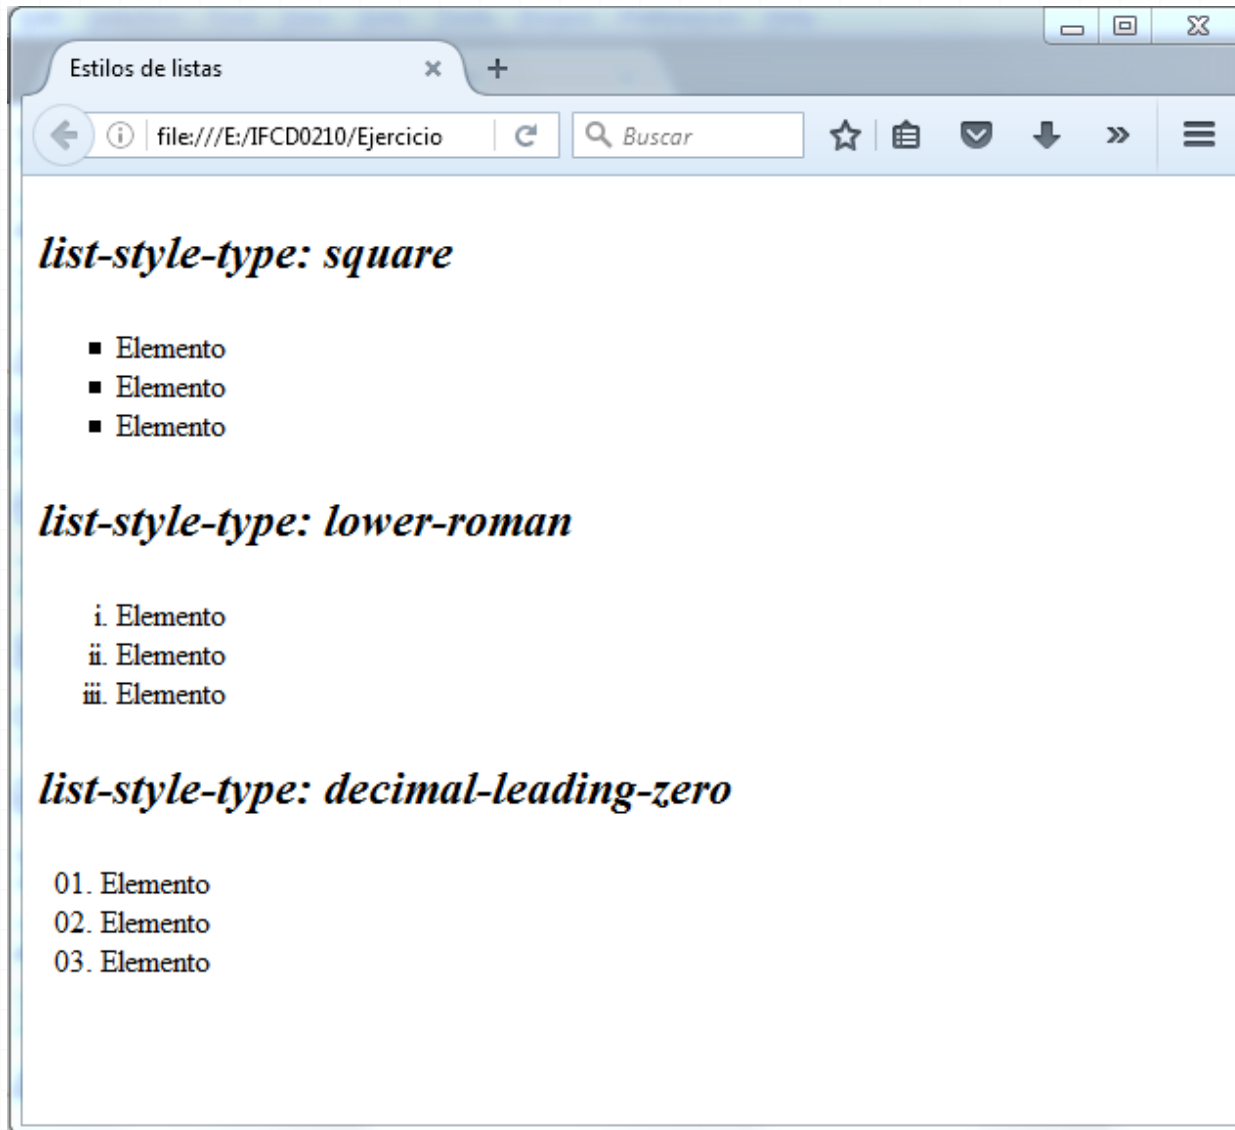 Estilos de listas
file:///E:/IFCD0210/Ejercicio
Buscar
list-style-type: square
Elemento
Elemento
Elemento
list-style-type: lower-roman
i. Elemento
ii. Elemento
iii. Elemento
list-style-type: decimal-leading-zero
01. Elemento
02. Elemento
03. Elemento